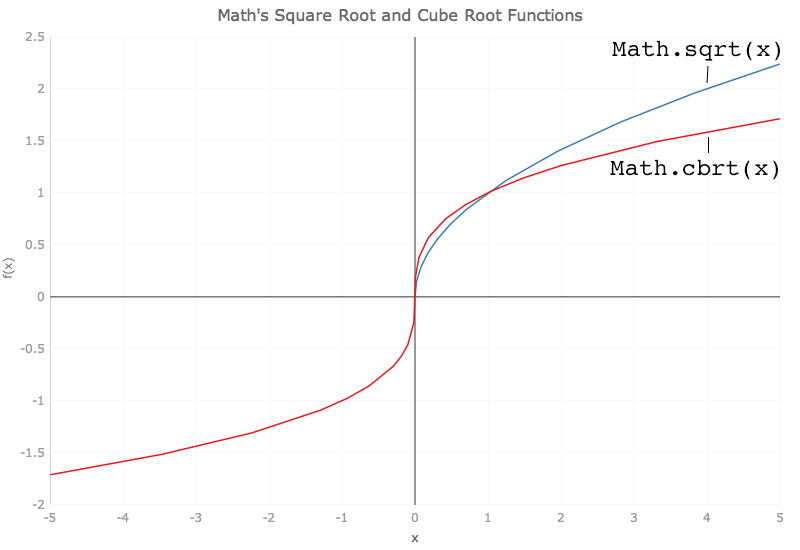 Math's Square Root and Cube Root Functions
2.5
Math.sqrt(x)
2
1.5
Math.cbrt(x)
1
0.5
f(x)
0
-0.5
-1
-1.5
-2
-5 -4 -3 -2 -1 0 1 2 3 4 5
x